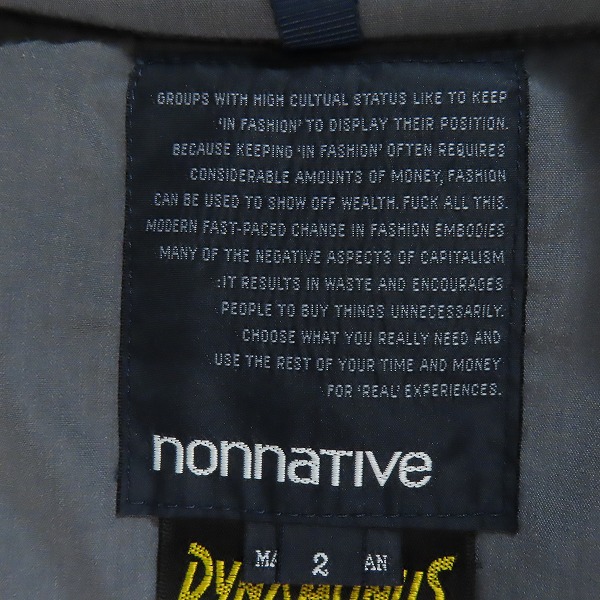 GROUPS WITH HIGH CULTUAL STATUS LIKE TO KEEP
'IN FASHION' TO DISPLAY THEIR POSITION.
BECAUSE KEEPING 'IN FASHION' OFTEN REQUIRES
CONSIDERABLE AMOUNTS OF MONEY, FASHION
CAN BE USED TO SHOW OFF WEALTH. FUCK ALL THIS.
MODERN FAST-PACED CHANGE IN FASHION EMBODIES
MANY OF THE NEGATIVE ASPECTS OF CAPITALISM
:IT RESULTS IN WASTE AND ENCOURAGES
PEOPLE TO BUY THINGS UNNECESSARILY.
CHOOSE WHAT YOU REALLY NEED AND
USE THE REST OF YOUR TIME AND MONEY
FOR 'REAL' EXPERIENCES.
nonnative
2